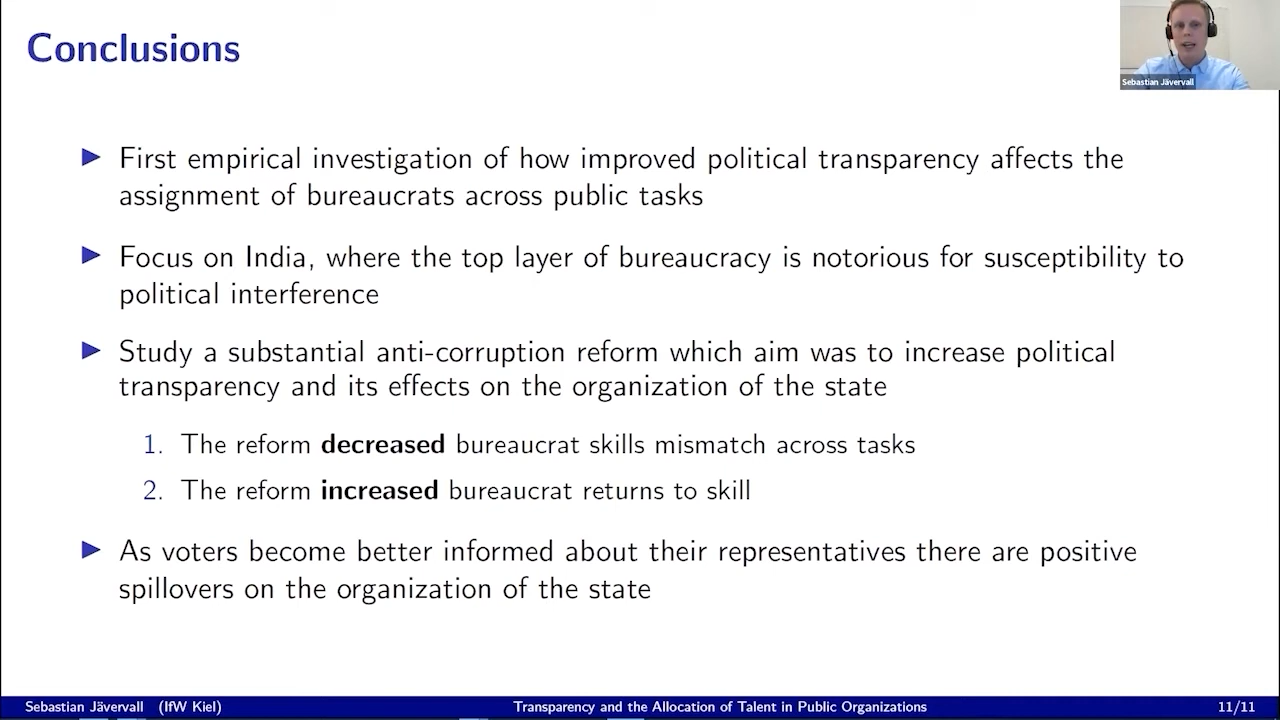 Conclusions
Sebastian Jävervall
First empirical investigation of how improved political transparency affects the
assignment of bureaucrats across public tasks
Focus on India, where the top layer of bureaucracy is notorious for susceptibility to
political interference
Study a substantial anti-corruption reform which aim was to increase political
transparency and its effects on the organization of the state
1. The reform decreased bureaucrat skills mismatch across tasks
2. The reform increased bureaucrat returns to skill
As voters become better informed about their representatives there are positive
spillovers on the organization of the state
Sebastian Jävervall (IfW Kiel) Transparency and the Allocation of Talent in Public Organizations 11/11